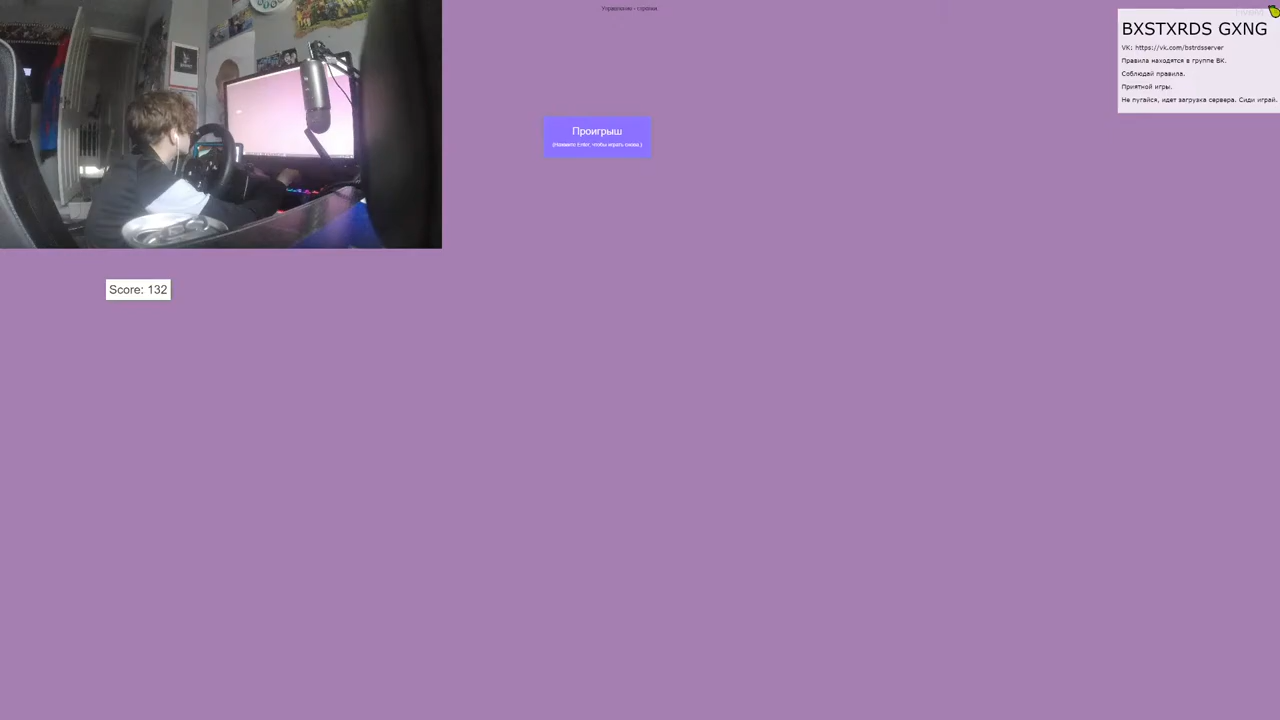 Управление - стрелки.
BXSTXRDS GXNG
VK: https://vk.com/bstrdsserver
Правила находятся в группе ВК.
Соблюдай правила.
Приятной игры.
Не пугайся, идет загрузка сервера. Сиди играй.
Проигрыш
(Нажмите Enter, чтобы играть снова.)
Score: 132